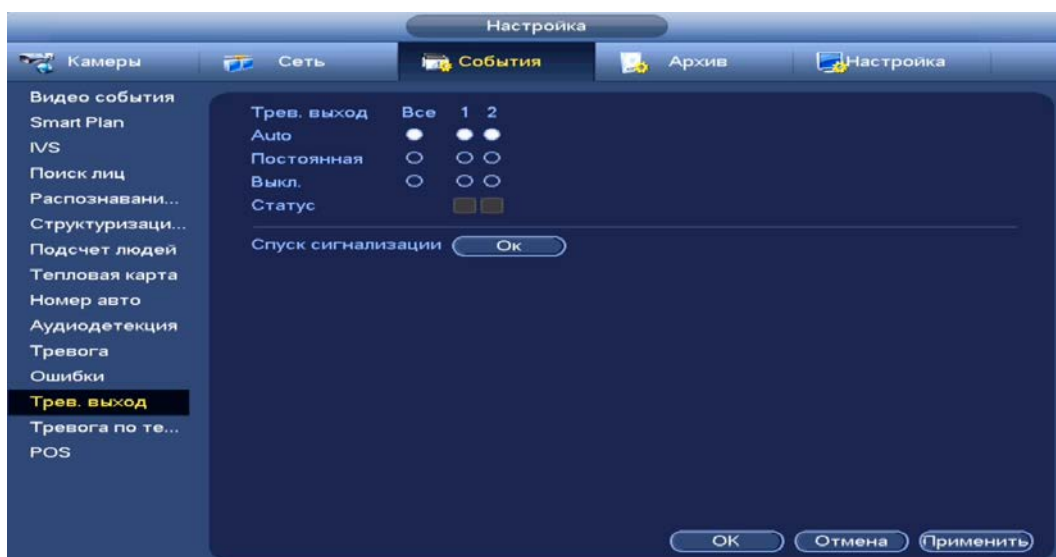 Настройка
Камеры Сеть События Архив Настройка
Видео события
Smart Plan
IVS
Поиск лиц
Распознавани...
Структуризаци...
Подсчет людей
Тепловая карта
Номер авто
Аудиодетекция
Тревога
Ошибки
Трев. выход
Тревога по те...
POS
Трев. выход Все 1 2
Auto
Постоянная
Выкл.
Статус
Спуск сигнализации Ок
ОК Отмена Применить